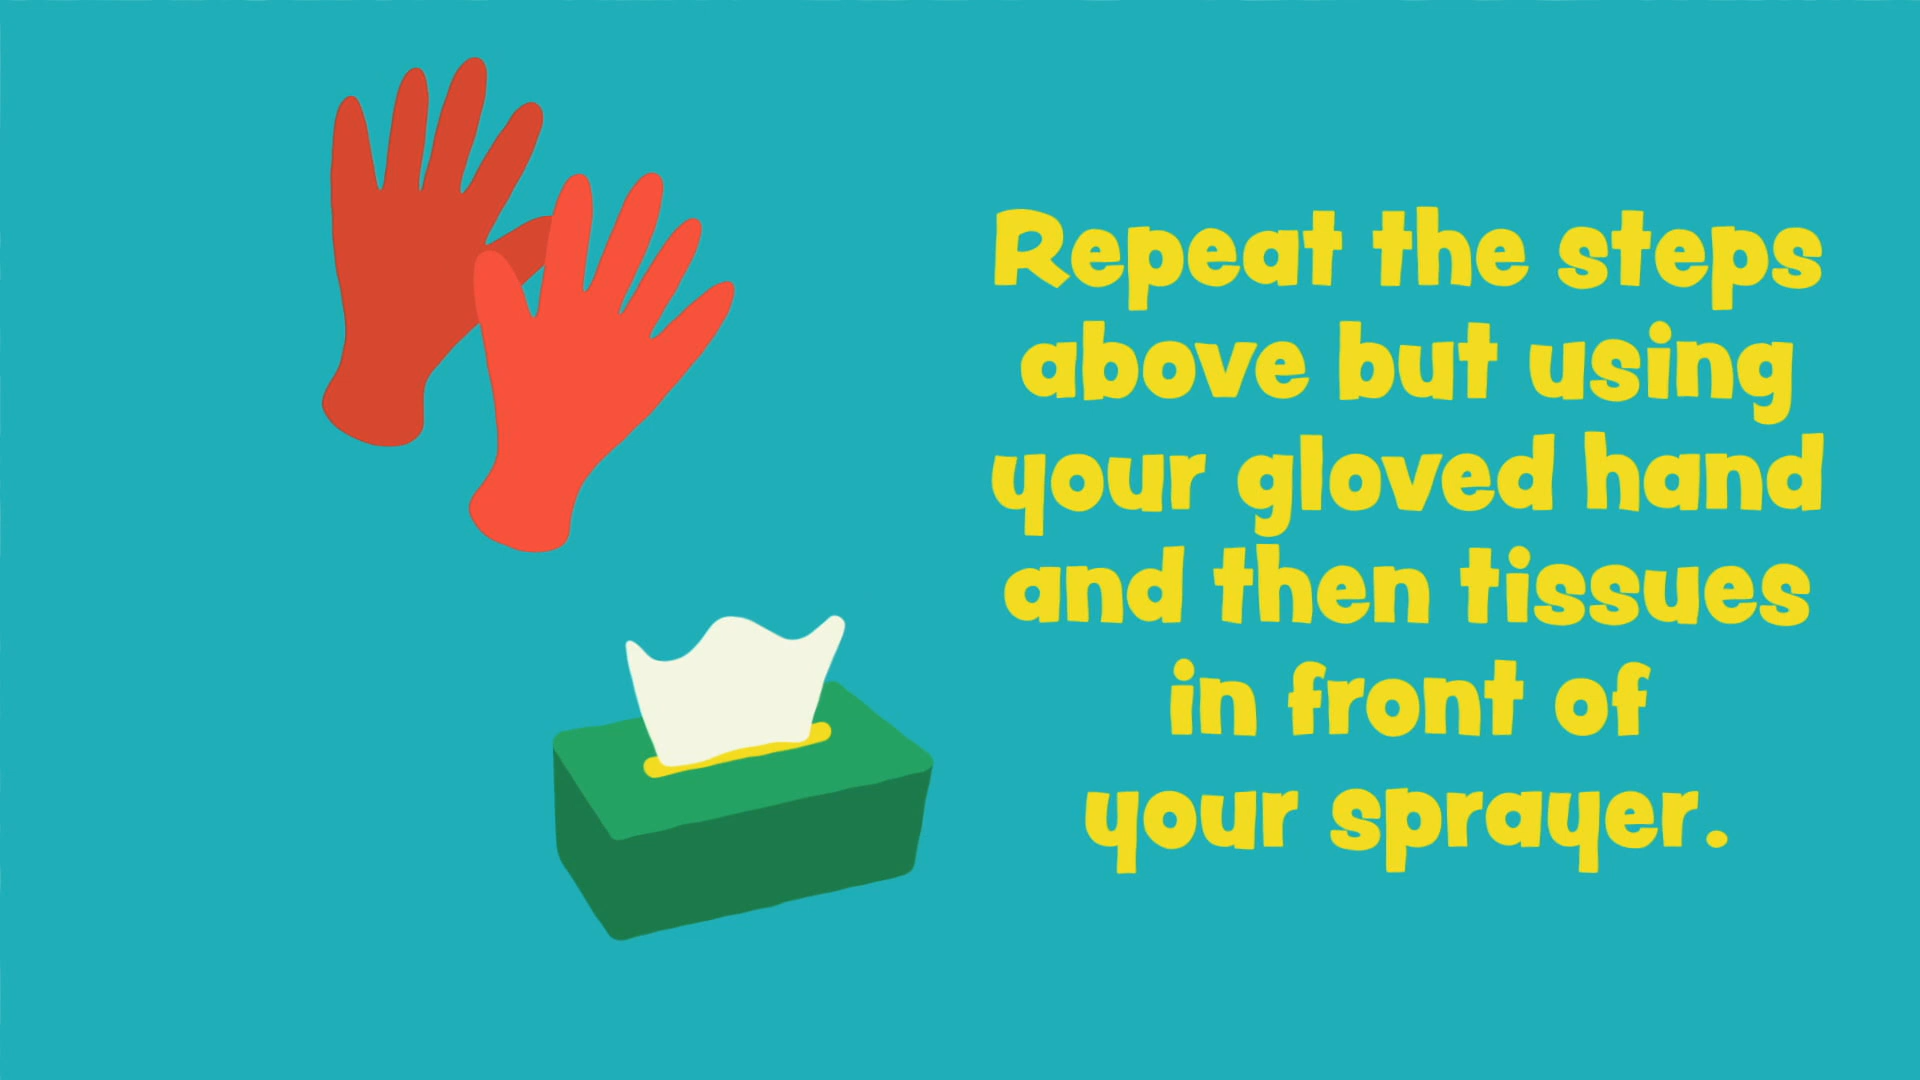 Repeat the steps
above but using
your gloved hand
and then tissues
in front of
your sprayer.